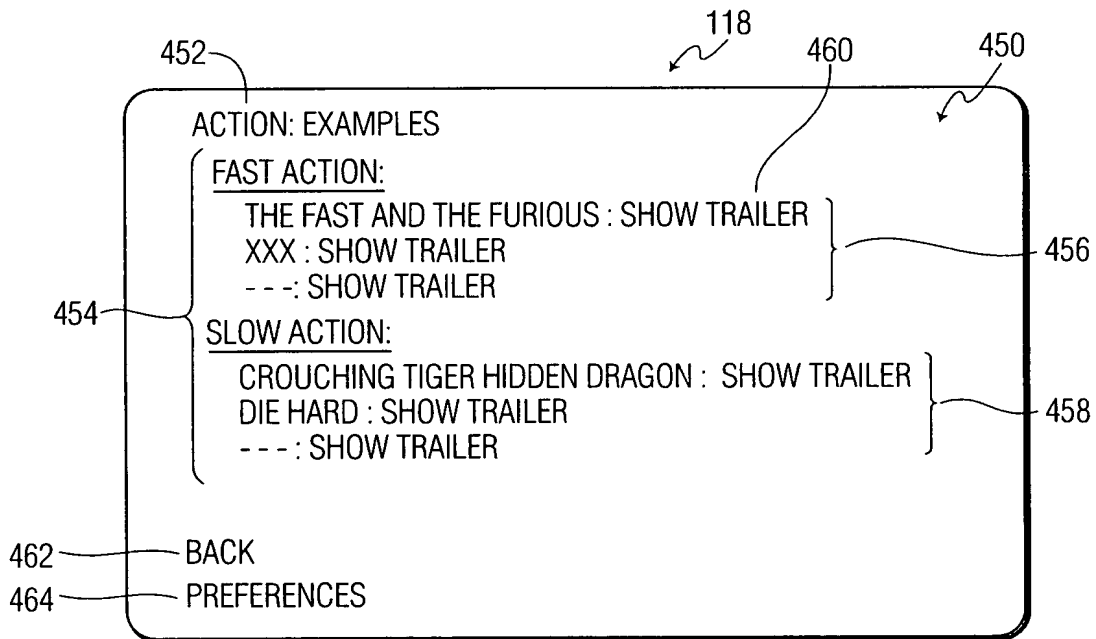 118
452
460
450
ACTION: EXAMPLES
FAST ACTION:
THE FAST AND THE FURIOUS : SHOW TRAILER
XXX : SHOW TRAILER
456
- - -: SHOW TRAILER
454
SLOW ACTION:
CROUCHING TIGER HIDDEN DRAGON : SHOW TRAILER
DIE HARD : SHOW TRAILER
458
- - - : SHOW TRAILER
462
BACK
464
PREFERENCES